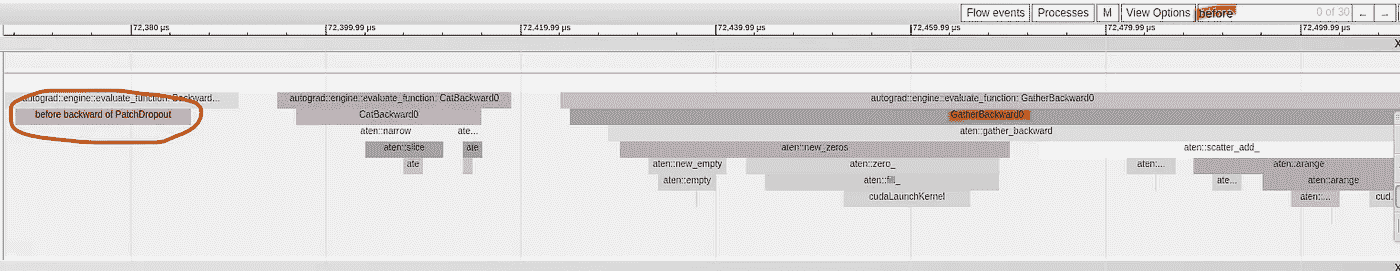 Flow events Processes M View Options before 0 of 30 ← →
72,380 μs 72,399.99 μs 72,419.99 μs 72,439.99 μs 72,459.99 μs 72,479.99 μs 72,499.99 μs
X
autograd::engine::evaluate_function: Backward... autograd::engine::evaluate_function: CatBackward0 autograd::engine::evaluate_function: GatherBackward0
before backward of PatchDropout CatBackward0 GatherBackward0
aten::narrow ate... aten::gather_backward
aten::slice ate aten::new_zeros aten::scatter_add_
ate aten::new_empty aten::zero_ aten::... aten::arange
aten::empty aten::fill_ ate... aten::arange
cudaLaunchKernel aten::... cud.
X